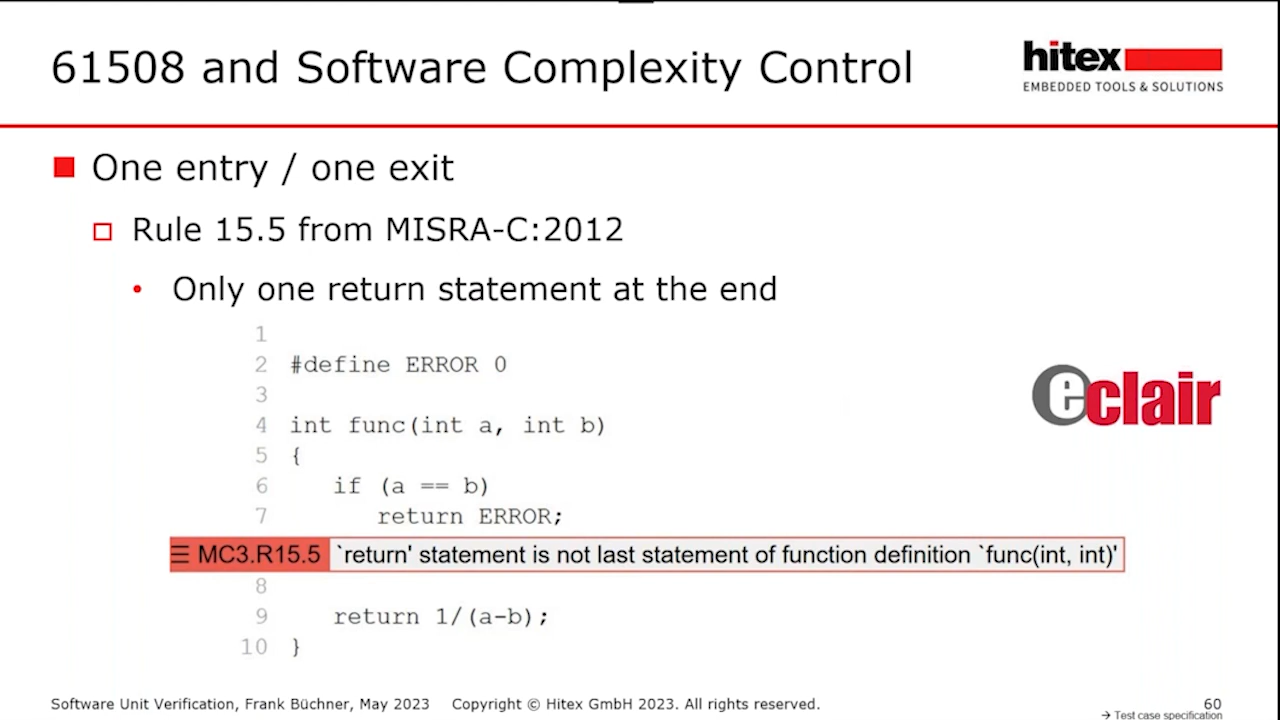 61508 and Software Complexity Control
hitex
EMBEDDED TOOLS & SOLUTIONS
One entry / one exit
Rule 15.5 from MISRA-C:2012
• Only one return statement at the end
1
2 #define ERROR 0
3
4 int func(int a, int b)
5 {
6 if (a == b)
7 return ERROR;
☰ MC3.R15.5 `return' statement is not last statement of function definition `func(int, int)'
8
9 return 1/(a-b);
10 }
eclair
Software Unit Verification, Frank Büchner, May 2023 Copyright © Hitex GmbH 2023. All rights reserved. 60
→ Test case specification